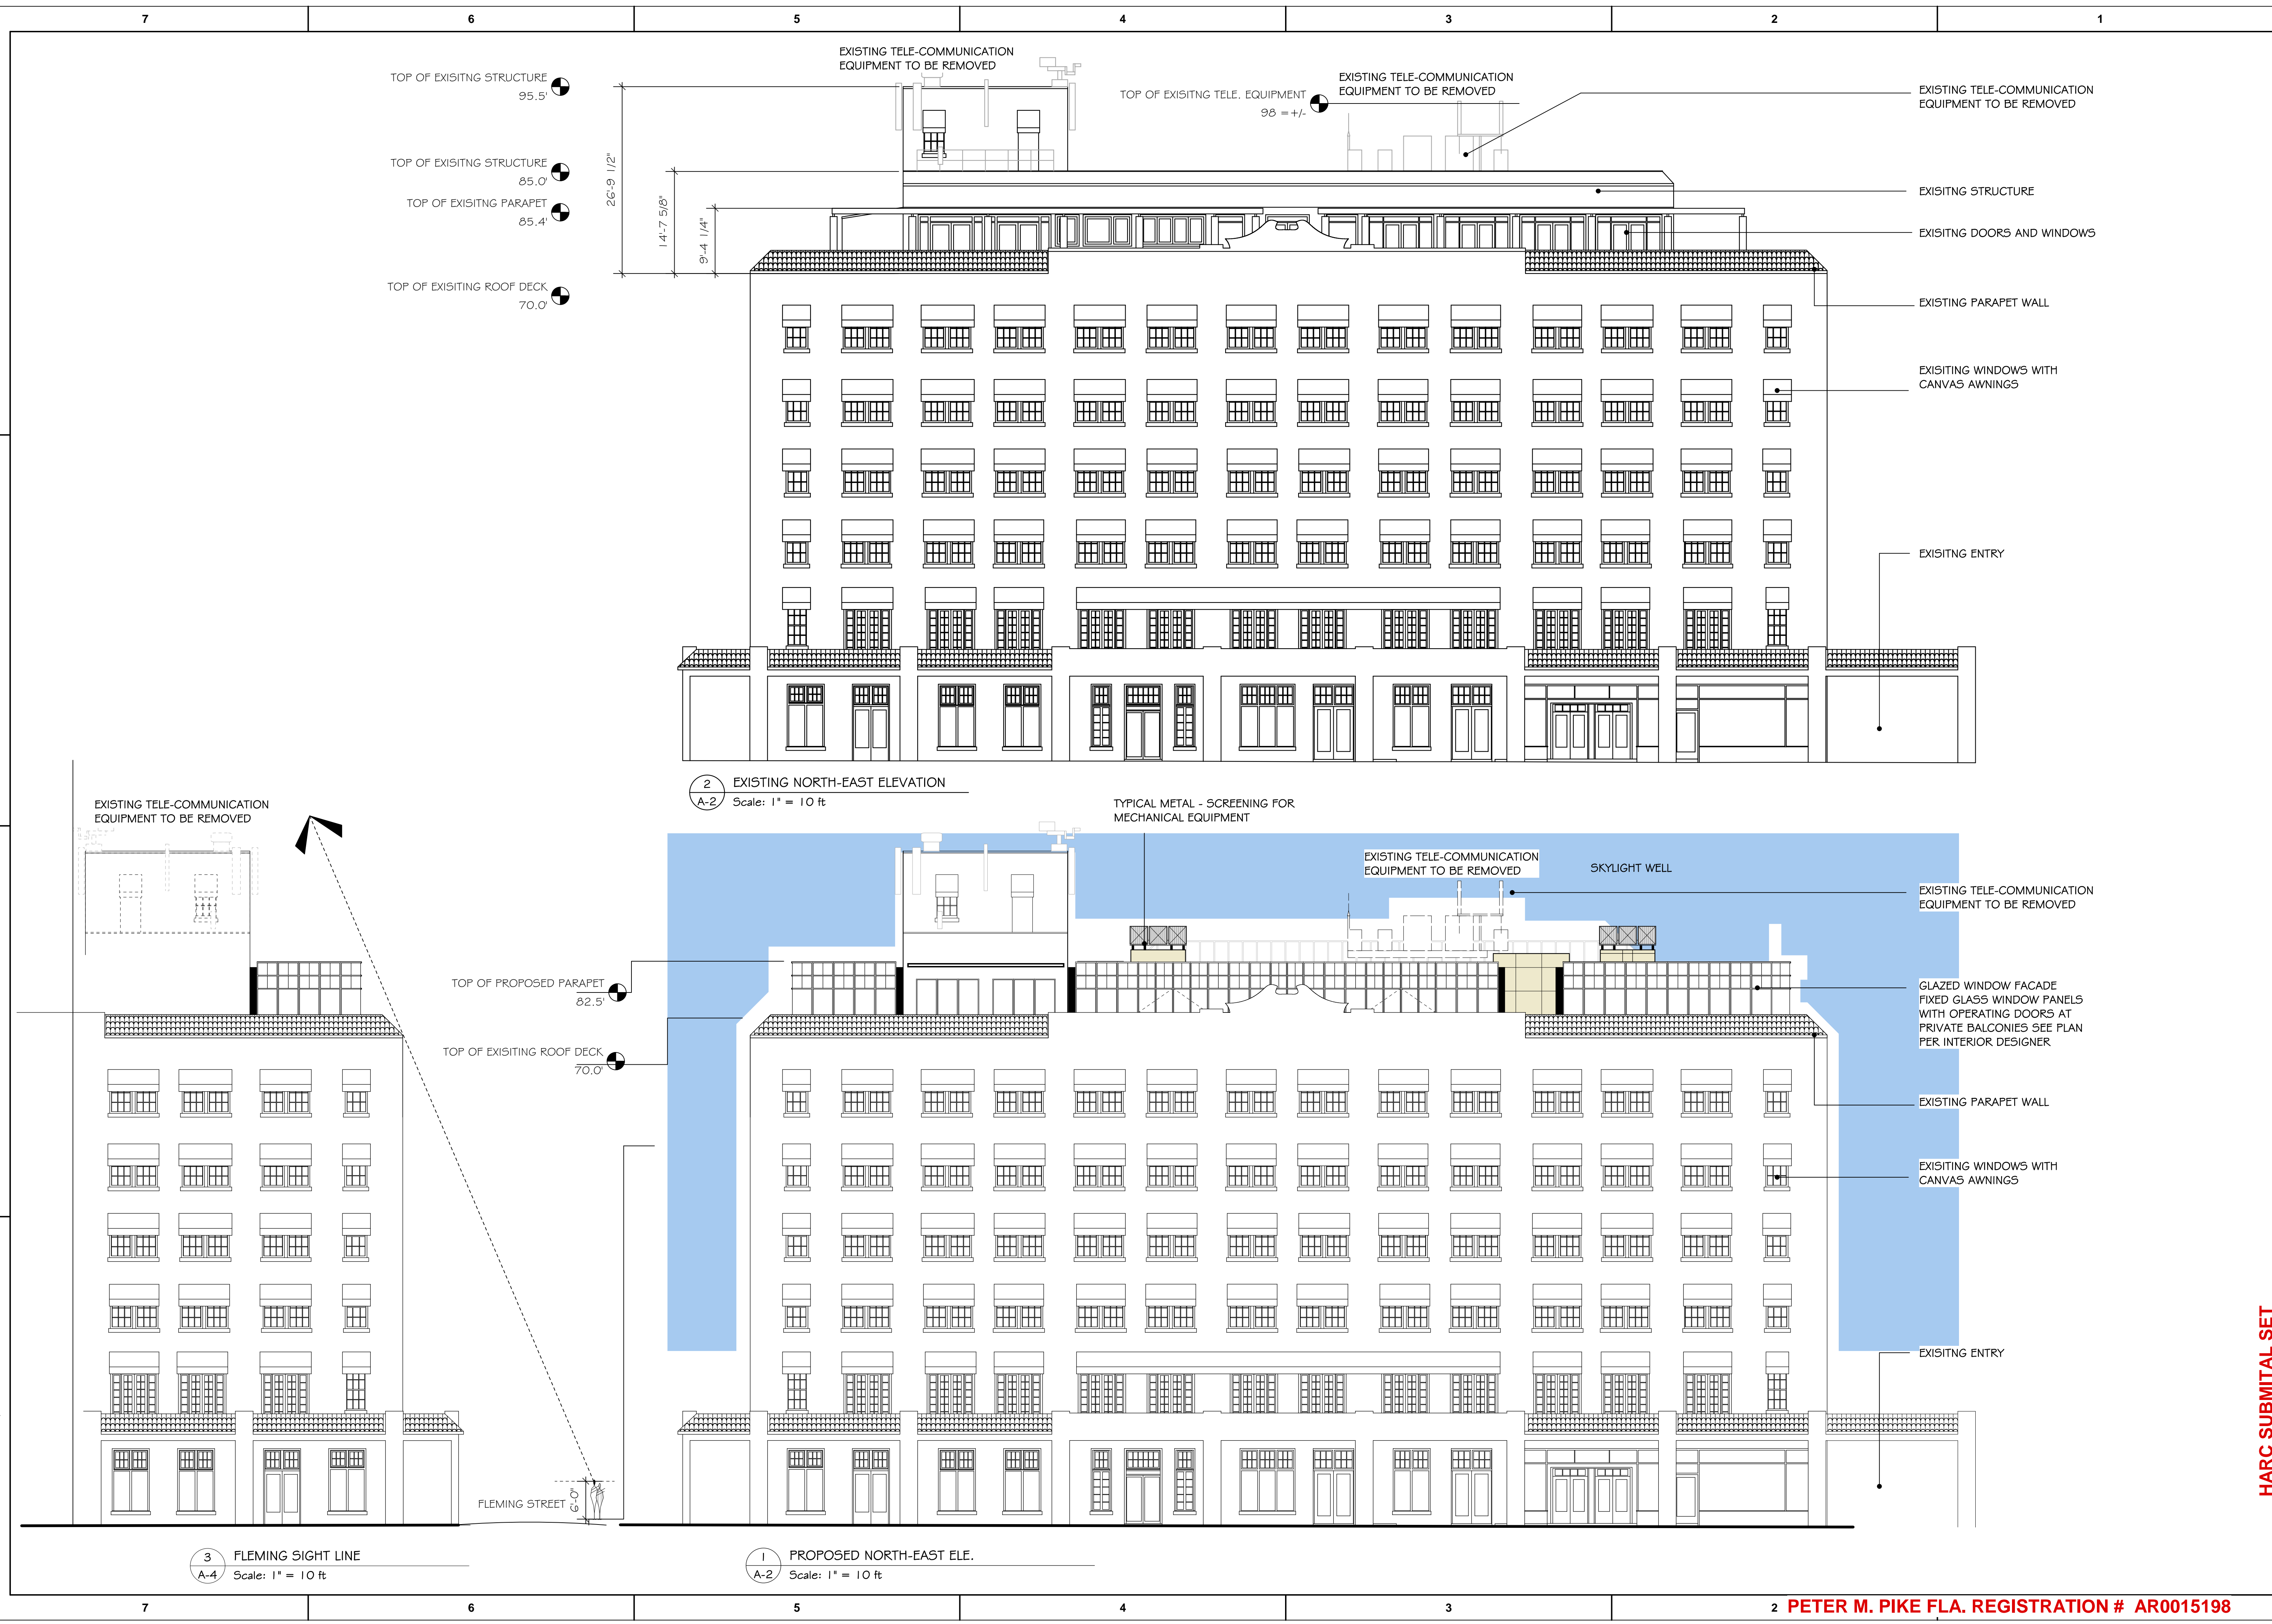 7 6 5 4 3 2 1
EXISTING TELE-COMMUNICATION
EQUIPMENT TO BE REMOVED
TOP OF EXISITNG STRUCTURE
95.5'
TOP OF EXISITNG TELE. EQUIPMENT
98 =+/-
EXISTING TELE-COMMUNICATION
EQUIPMENT TO BE REMOVED
EXISTING TELE-COMMUNICATION
EQUIPMENT TO BE REMOVED
TOP OF EXISITNG STRUCTURE
85.0'
TOP OF EXISITNG PARAPET
85.4'
26'-9 1/2"
14'-7 5/8"
9'-4 1/4"
EXISITNG STRUCTURE
EXISITNG DOORS AND WINDOWS
TOP OF EXISITING ROOF DECK
70.0'
EXISTING PARAPET WALL
EXISITING WINDOWS WITH
CANVAS AWNINGS
EXISITNG ENTRY
2
A-2
EXISTING NORTH-EAST ELEVATION
Scale: 1" = 10 ft
EXISTING TELE-COMMUNICATION
EQUIPMENT TO BE REMOVED
TYPICAL METAL - SCREENING FOR
MECHANICAL EQUIPMENT
EXISTING TELE-COMMUNICATION
EQUIPMENT TO BE REMOVED
SKYLIGHT WELL
EXISTING TELE-COMMUNICATION
EQUIPMENT TO BE REMOVED
TOP OF PROPOSED PARAPET
82.5'
GLAZED WINDOW FACADE
FIXED GLASS WINDOW PANELS
WITH OPERATING DOORS AT
PRIVATE BALCONIES SEE PLAN
PER INTERIOR DESIGNER
TOP OF EXISITING ROOF DECK
70.0'
EXISTING PARAPET WALL
EXISITING WINDOWS WITH
CANVAS AWNINGS
EXISITNG ENTRY
FLEMING STREET
6'-0"
3
A-4
FLEMING SIGHT LINE
Scale: 1" = 10 ft
1
A-2
PROPOSED NORTH-EAST ELE.
Scale: 1" = 10 ft
HARC SUBMITAL SET
7 6 5 4 3 2
PETER M. PIKE FLA. REGISTRATION # AR0015198